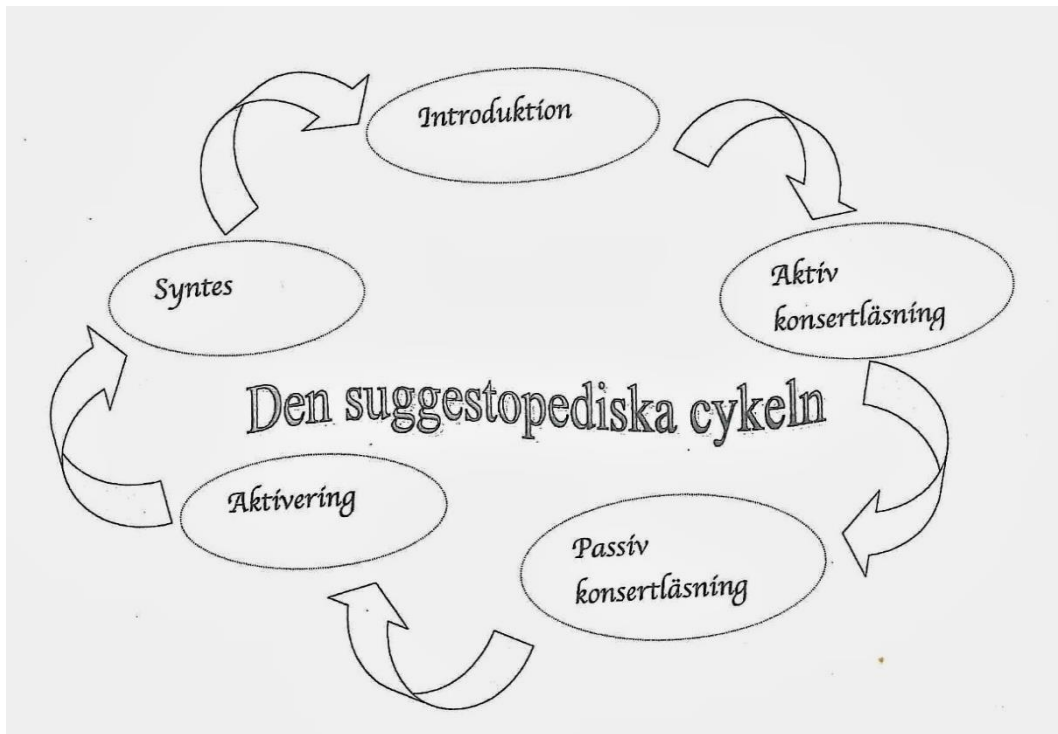 Introduktion
Aktiv
konsertläsning
Passiv
konsertläsning
Aktivering
Syntes
Den suggestopediska cykeln